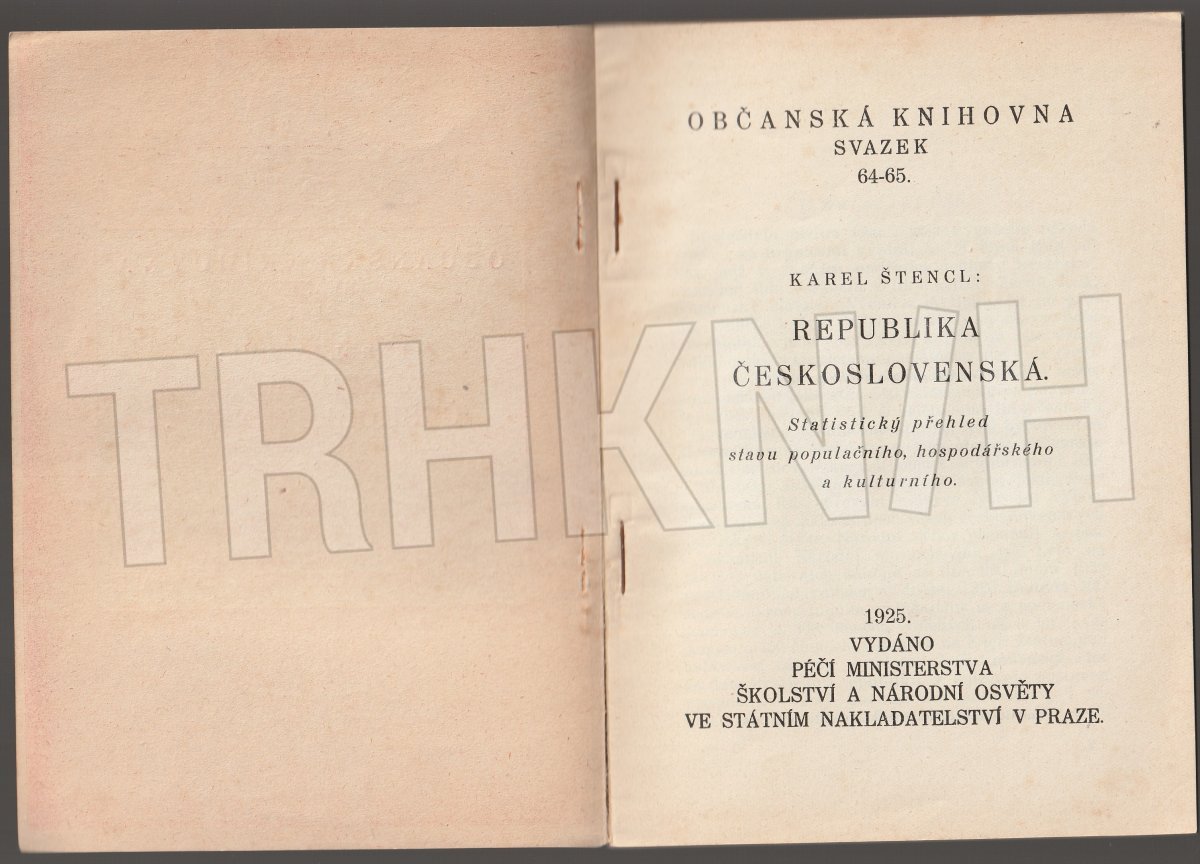 OBČANSKÁ KNIHOVNA
SVAZEK
64-65.
KAREL ŠTENCL:
REPUBLIKA
ČESKOSLOVENSKÁ.
Statistický přehled
stavu populačního, hospodářského
a kulturního.
TRHKNIH
1925.
VYDÁNO
PÉČÍ MINISTERSTVA
ŠKOLSTVÍ A NÁRODNÍ OSVĚTY
VE STÁTNÍM NAKLADATELSTVÍ V PRAZE.